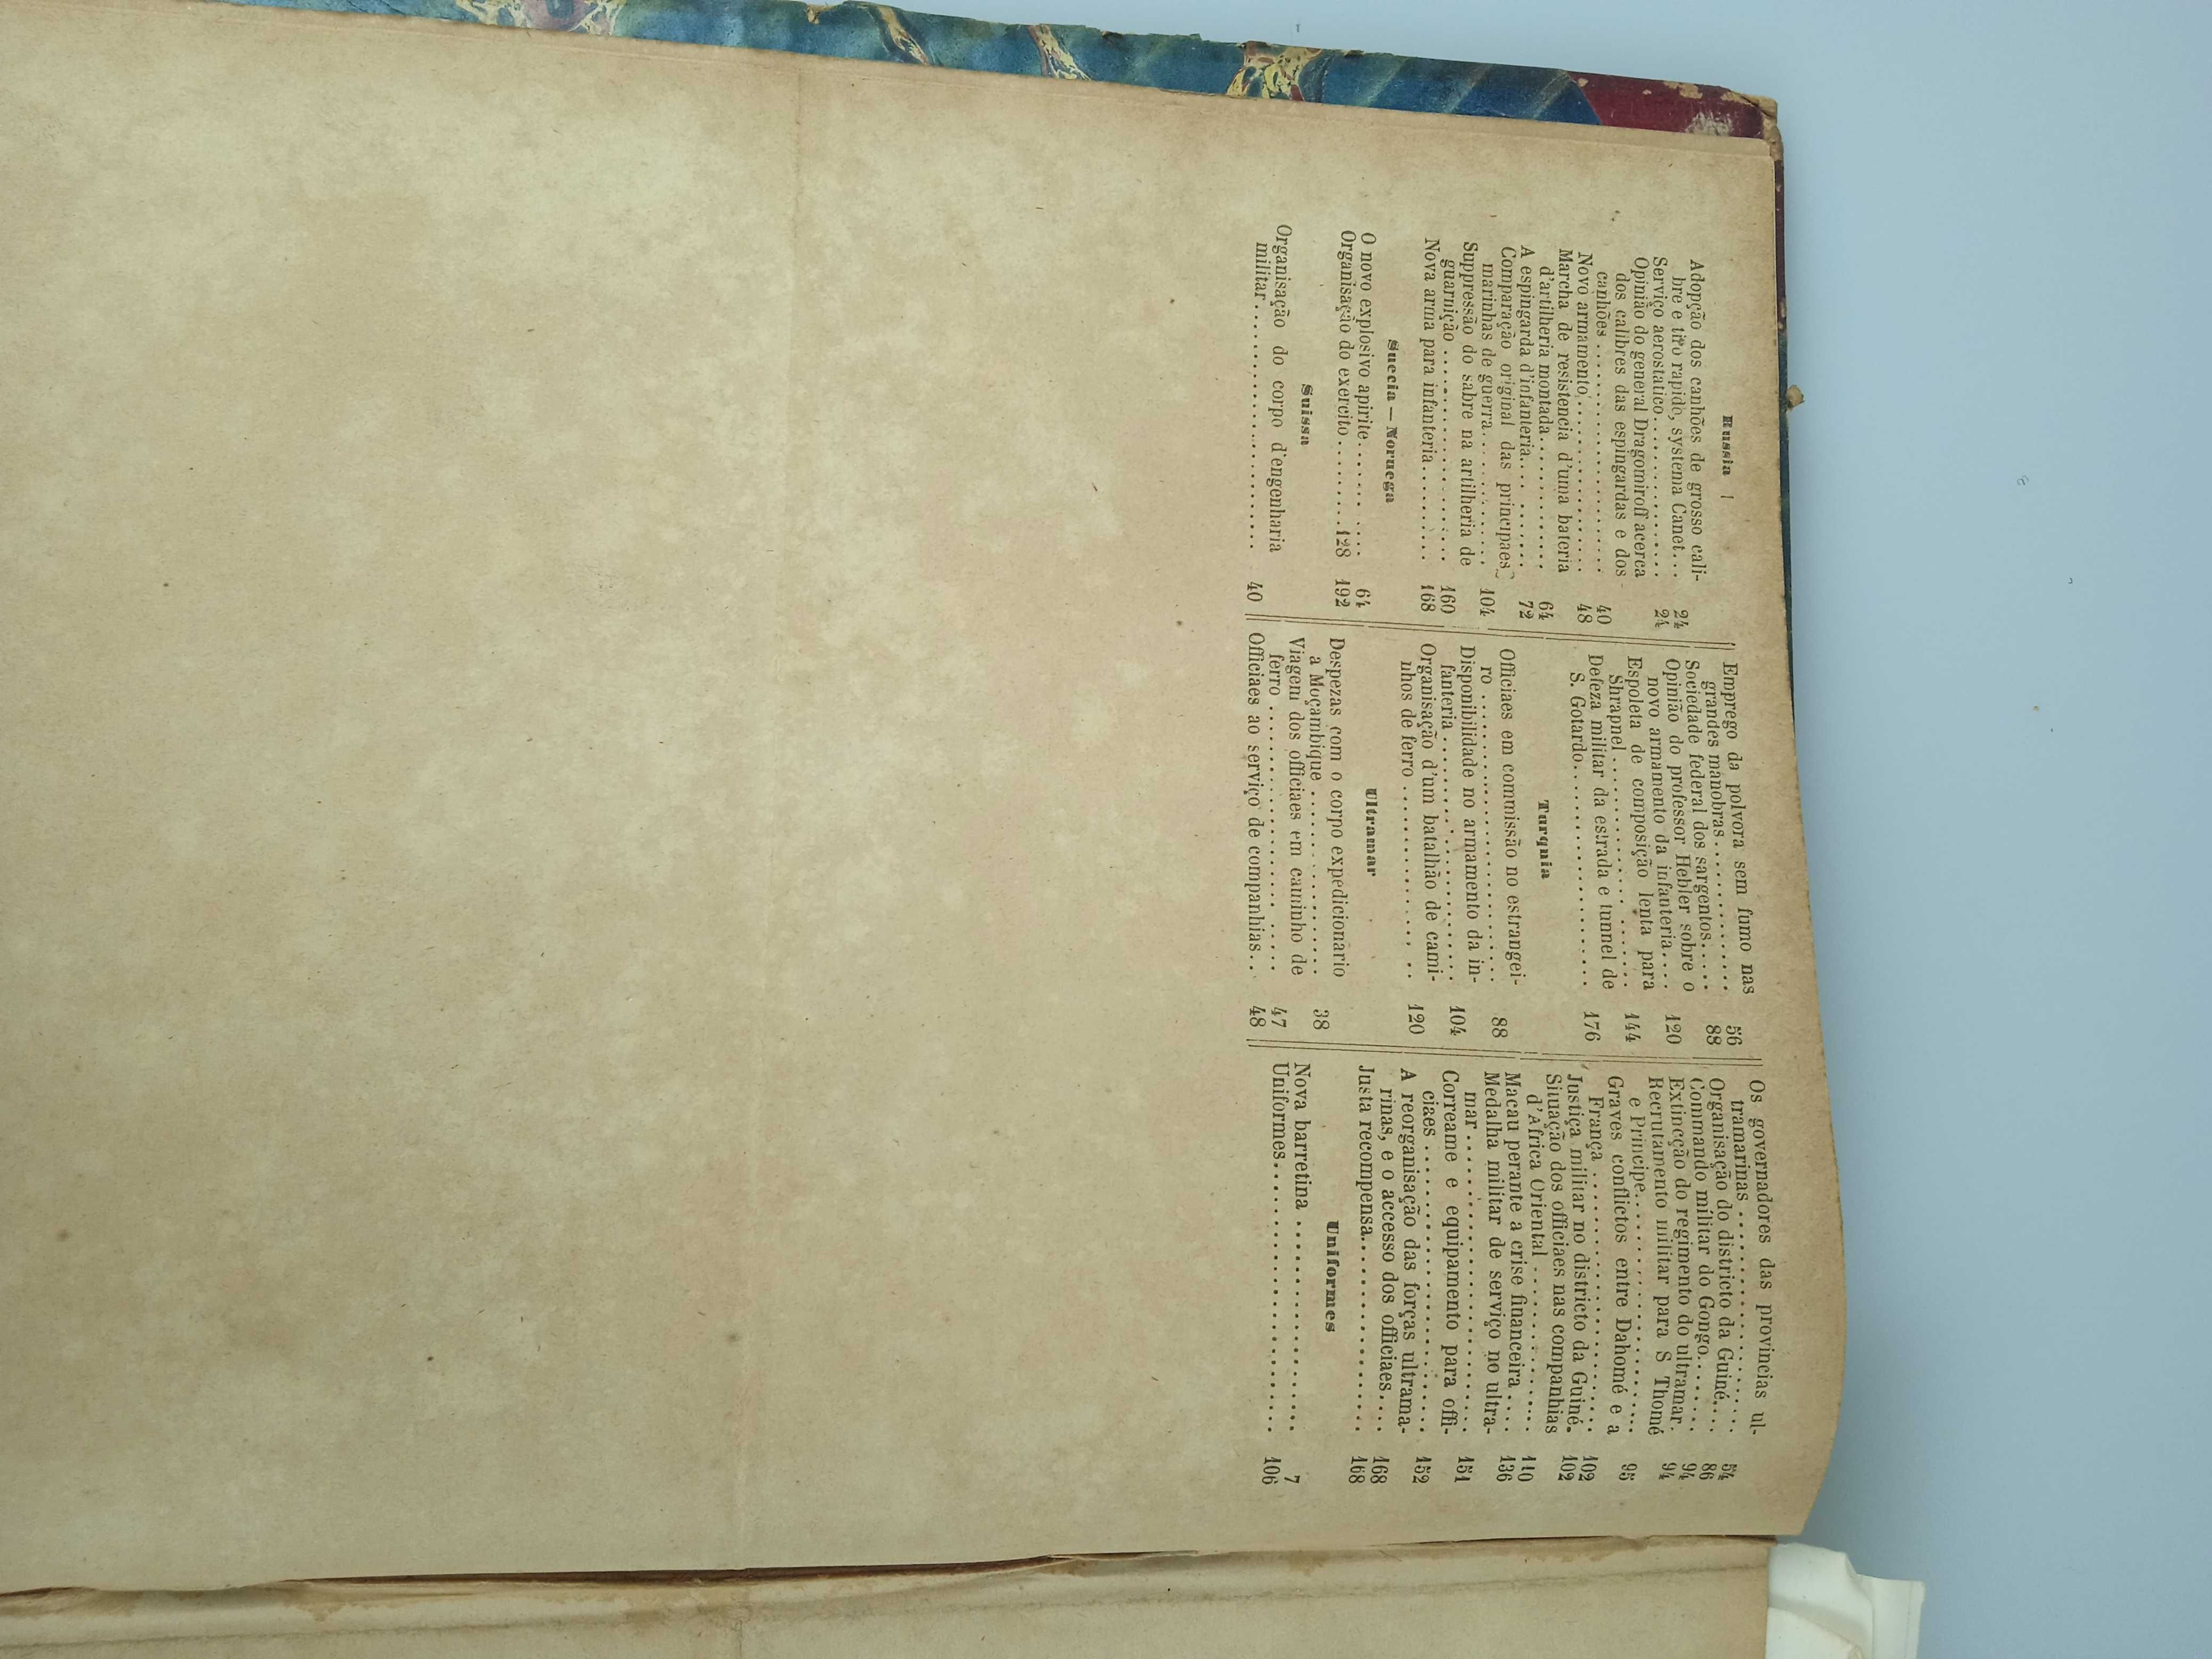 Russia
Adopção dos canhões de grosso cali-
bre e tiro rapido, systema Canet... 24
Serviço aerostatico................ 24
Opinião do general Dragomiroff acerca
dos calibres das espingardas e dos
canhões........................ 40
Novo armamento.................... 48
Marcha de resistencia d'uma bateria
d'artilheria montada............ 64
A espingarda d'infanteria.......... 72
Comparação original das principaes
marinhas de guerra............. 104
Suppressão do sabre na artilheria de
guarnição...................... 160
Nova arma para infanteria.......... 168
Suecia — Noruega
O novo explosivo apirite........... 64
Organisação do exercito.........128 192
Suissa
Organisação do corpo d'engenharia
militar........................ 40
Emprego da polvora sem fumo nas
grandes manobras............... 56
Sociedade federal dos sargentos..... 88
Opinião do professor Hebler sobre o
novo armamento da infanteria.... 120
Espoleta de composição lenta para
Shrapnel....................... 144
Defeza militar da estrada e tunnel de
S. Gotardo..................... 176
Turquia
Officiaes em commissão no estrangei-
ro............................. 88
Disponibilidade no armamento da in-
fanteria....................... 104
Organisação d'um batalhão de cami-
nhos de ferro.................. 120
Ultramar
Despezas com o corpo expedicionario
a Moçambique................... 38
Viagem dos officiaes em caminho de
ferro.......................... 47
Officiaes ao serviço de companhias.. 48
Os governadores das provincias ul-
tramarinas..................... 54
Organisação do districto da Guiné.... 86
Commando militar do Gongo......... 94
Extincção do regimento do ultramar. 94
Recrutamento militar para S Thomé
e Principe..................... 95
Graves conflictos entre Dahomé e a
França......................... 102
Justiça militar no districto da Guiné. 102
Situação dos officiaes nas companhias
d'Africa Oriental.............. 110
Macau perante a crise financeira.... 136
Medalha militar de serviço no ultra-
mar............................ 151
Correame e equipamento para offi-
ciaes.......................... 152
A reorganisação das forças ultrama-
rinas, e o accesso dos officiaes.... 168
Justa recompensa................... 168
Uniformes
Nova barretina..................... 7
Uniformes.......................... 106